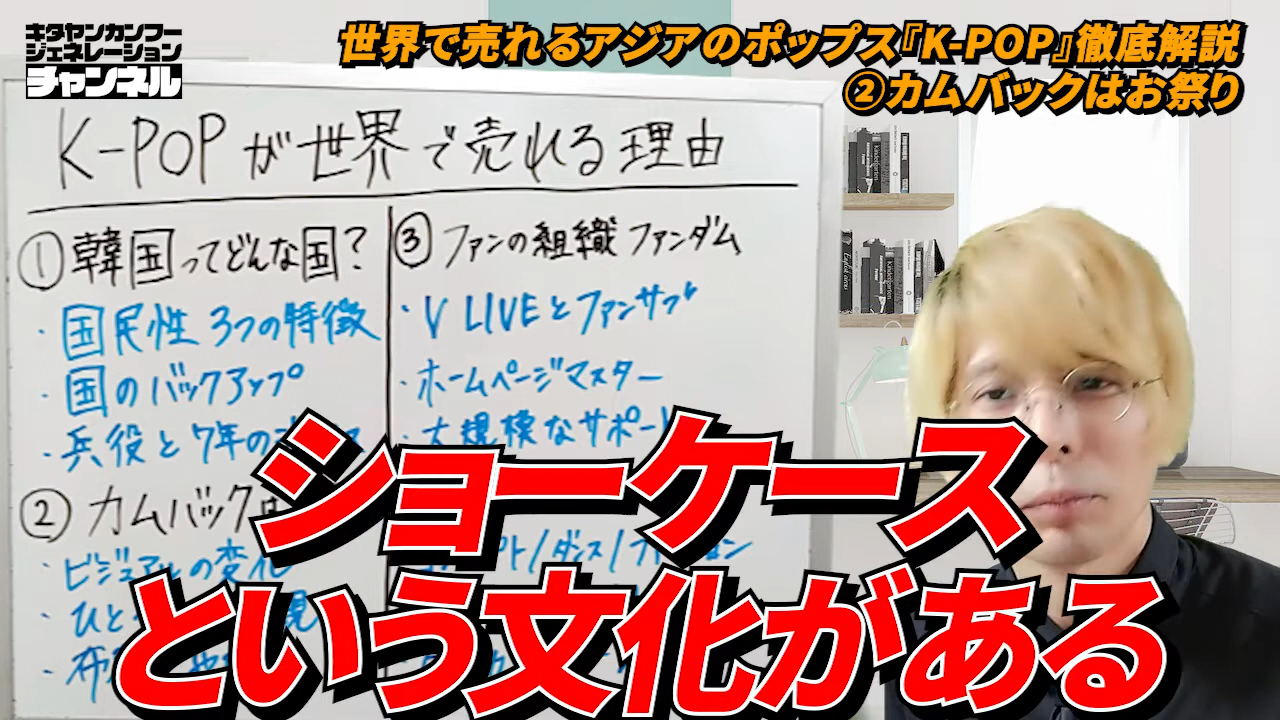 キタヤンカンフー
ジェネレーション
チャンネル
世界で売れるアジアのポップス『K-POP』徹底解説
②カムバックはお祭り
K-POPが世界で売れる理由
①韓国ってどんな国?
・国民性 3つの特徴
・国のバックアップ
・兵役と7年の
②カムバックは
・ビジュアルの変化
・ひと
③ファンの組織 ファンダム
・V LIVEとファンサブ
・ホームページマスター
・大規模なサポー
ト/ダンス/
ショーケース
という文化がある